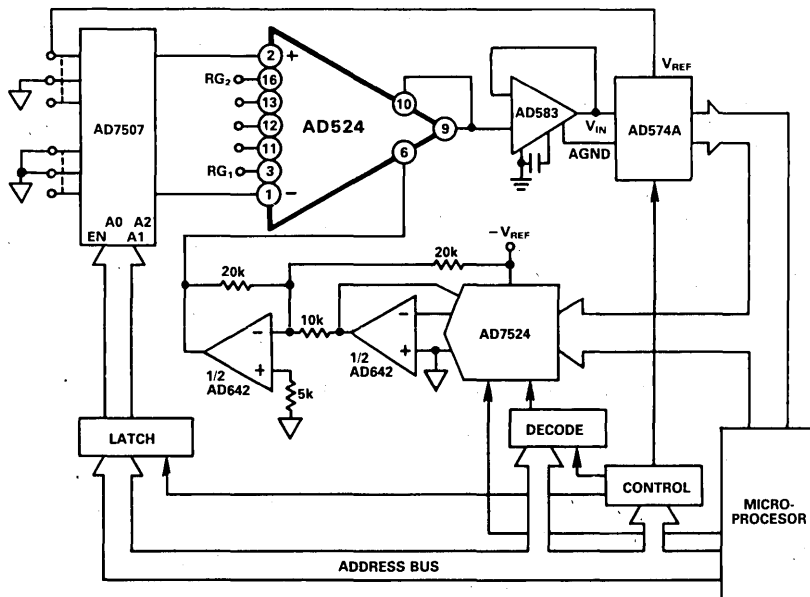 VREF
2
+
RG2
16
13
AD7507
12
AD524
10
9
AD583
VIN
AD574A
11
6
AGND
RG1
3
1
−
A0 A2
EN A1
−VREF
20k
20k
10k
−
+
1/2
AD642
5k
−
+
1/2
AD642
AD7524
LATCH
DECODE
CONTROL
MICRO-
PROCESOR
ADDRESS BUS